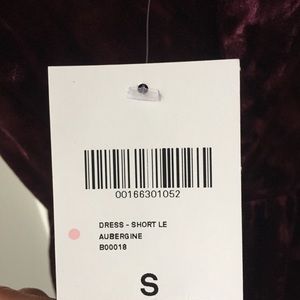 00166301052
DRESS - SHORT LE
AUBERGINE
B00018
S